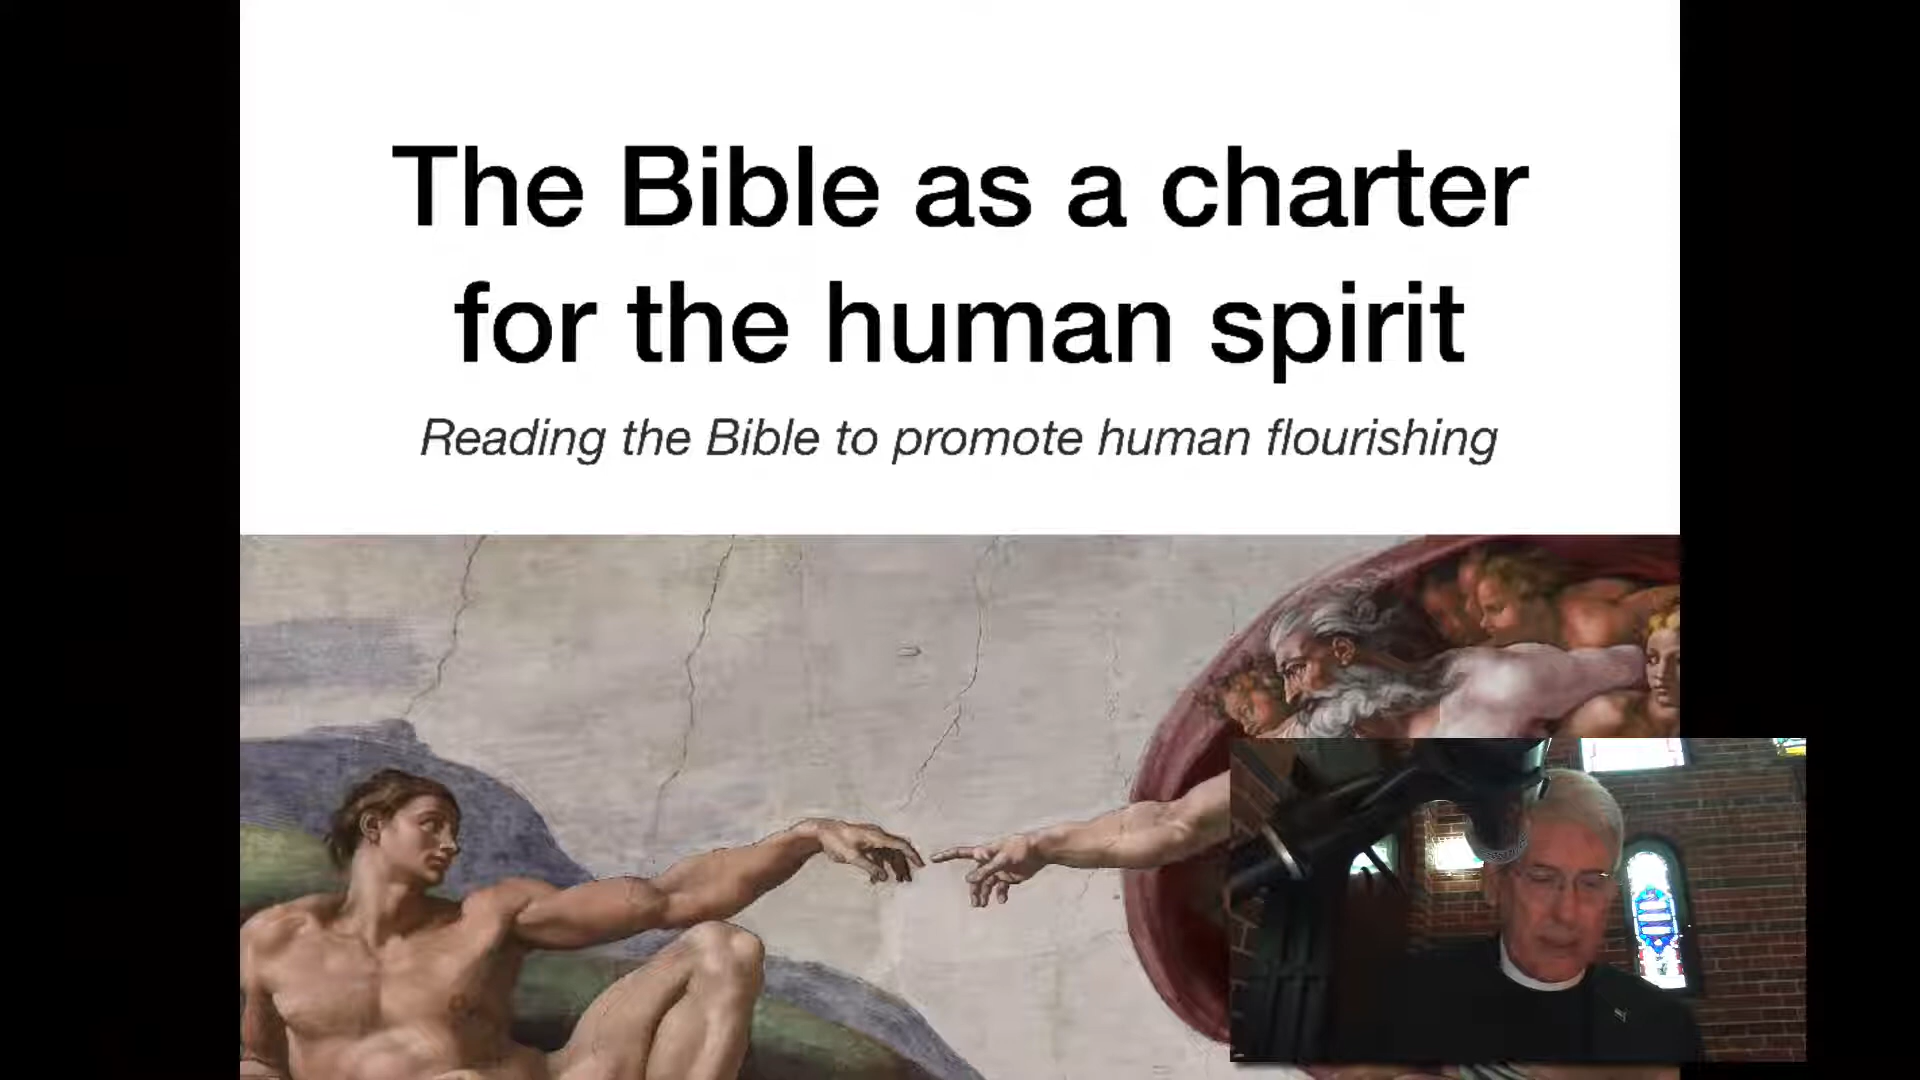 The Bible as a charter
for the human spirit
Reading the Bible to promote human flourishing